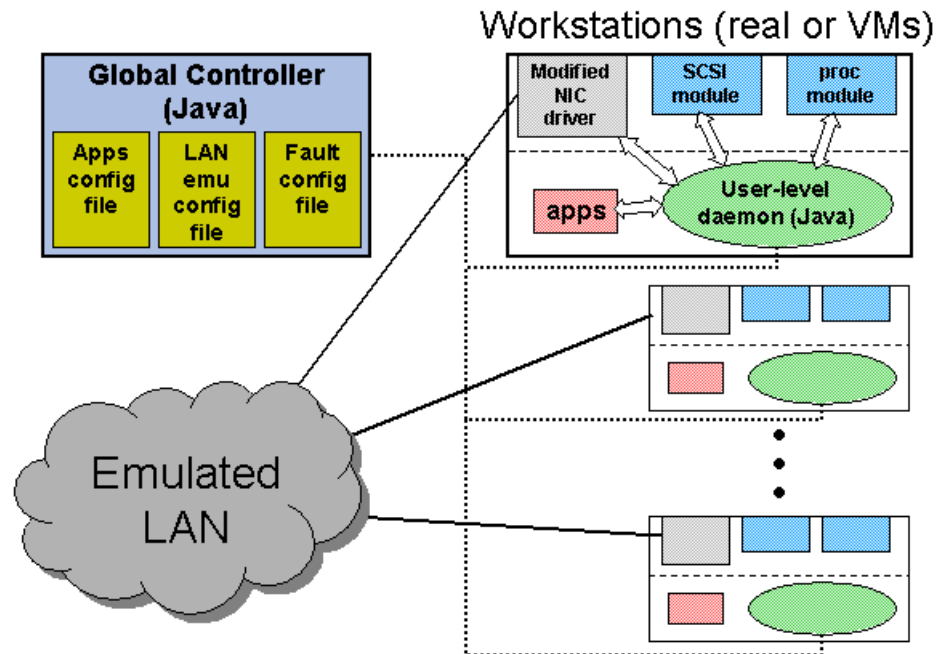 Workstations (real or VMs)
Global Controller
(Java)
Apps
config
file
LAN
emu
config
file
Fault
config
file
Modified
NIC
driver
SCSI
module
proc
module
apps
User-level
daemon (Java)
Emulated
LAN